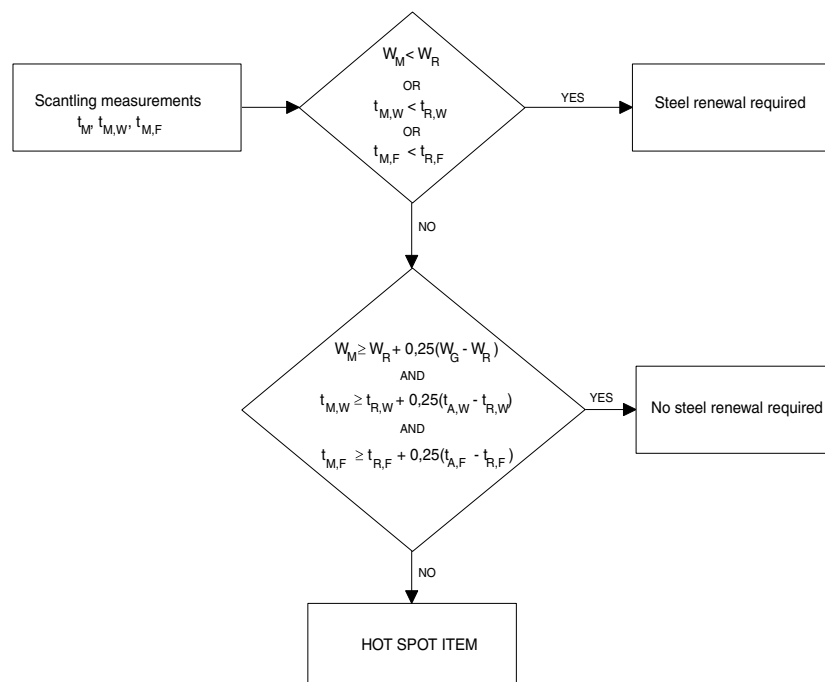 Scantling measurements
t_M, t_M,W, t_M,F
W_M < W_R
OR
t_M,W < t_R,W
OR
t_M,F < t_R,F
YES
Steel renewal required
NO
W_M ≥ W_R + 0,25(W_G - W_R)
AND
t_M,W ≥ t_R,W + 0,25(t_A,W - t_R,W)
AND
t_M,F ≥ t_R,F + 0,25(t_A,F - t_R,F)
YES
No steel renewal required
NO
HOT SPOT ITEM